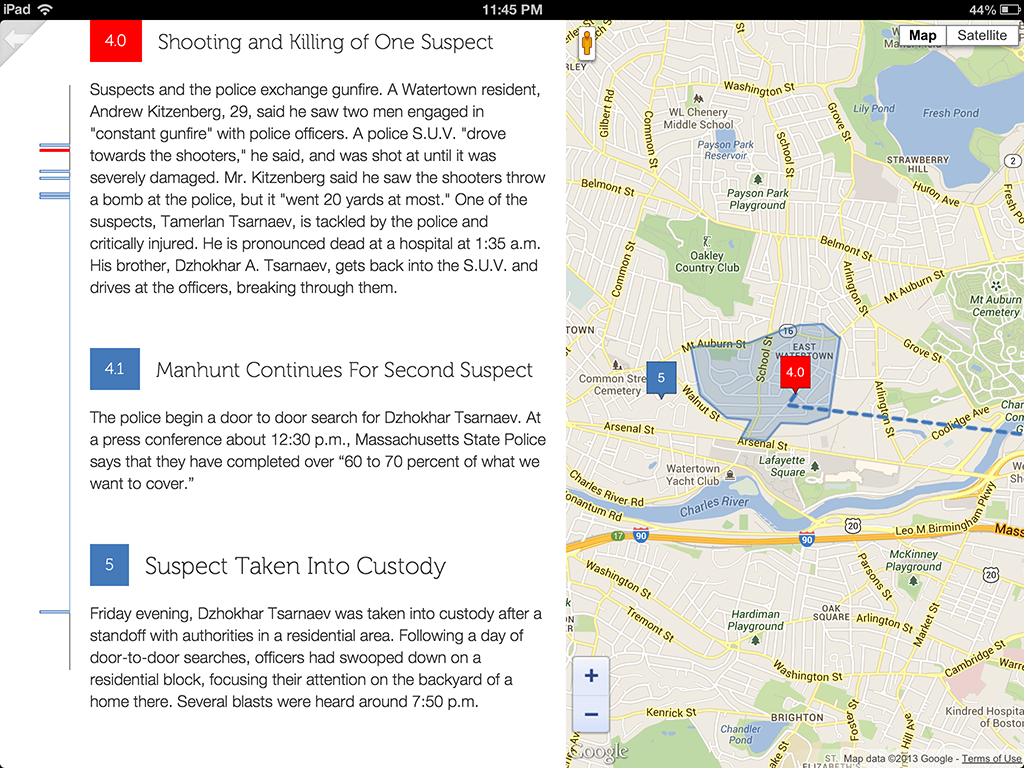 iPad
11:45 PM
44%
4.0
Shooting and Killing of One Suspect
Suspects and the police exchange gunfire. A Watertown resident,
Andrew Kitzenberg, 29, said he saw two men engaged in
"constant gunfire" with police officers. A police S.U.V. "drove
towards the shooters," he said, and was shot at until it was
severely damaged. Mr. Kitzenberg said he saw the shooters throw
a bomb at the police, but it "went 20 yards at most." One of the
suspects, Tamerlan Tsarnaev, is tackled by the police and
critically injured. He is pronounced dead at a hospital at 1:35 a.m.
His brother, Dzhokhar A. Tsarnaev, gets back into the S.U.V. and
drives at the officers, breaking through them.
4.1
Manhunt Continues For Second Suspect
The police begin a door to door search for Dzhokhar Tsarnaev. At
a press conference about 12:30 p.m., Massachusetts State Police
says that they have completed over “60 to 70 percent of what we
want to cover.”
5
Suspect Taken Into Custody
Friday evening, Dzhokhar Tsarnaev was taken into custody after a
standoff with authorities in a residential area. Following a day of
door-to-door searches, officers had swooped down on a
residential block, focusing their attention on the backyard of a
home there. Several blasts were heard around 7:50 p.m.
Map
Satellite
RLEY
Washington St
WL Chenery
Middle School
Gilbert Rd
Common St
Payson Park
Reservoir
School St
Grove St
Lily Pond
Fresh Pond
STRAWBERRY
HILL
2
Huron Ave
Fresh Po
Belmont St
Payson Park
Playground
Common St
Oakley
Country Club
Belmont St
Arlington St
Mt Auburn St
Mt Auburn
Cemetery
TOWN
Mt Auburn St
16
School St
EAST
WATERTOWN
Grove St
5
4.0
Common Stre
Cemetery
Walnut St
Arlington St
Coolidge Ave
Arsenal St
Arsenal St
Watertown
Yacht Club
Lafayette
Square
Charles River Rd
onantum Rd
Charles River
20
Leo M Birmingham Pkwy
17
90
90
Mass
Washington St
McKinney
Playground
Parsons St
20
Tremont St
Hardiman
Playground
OAK
SQUARE
Arlington St
Market St
Cambridge St
Washington St
Warre
+
−
Kenrick St
BRIGHTON
Foster St
Kindred Hospita
of Boston
Chandler
Pond
Lake St
Google
ST.
ELIZABETH'S
Map data ©2013 Google - Terms of Use